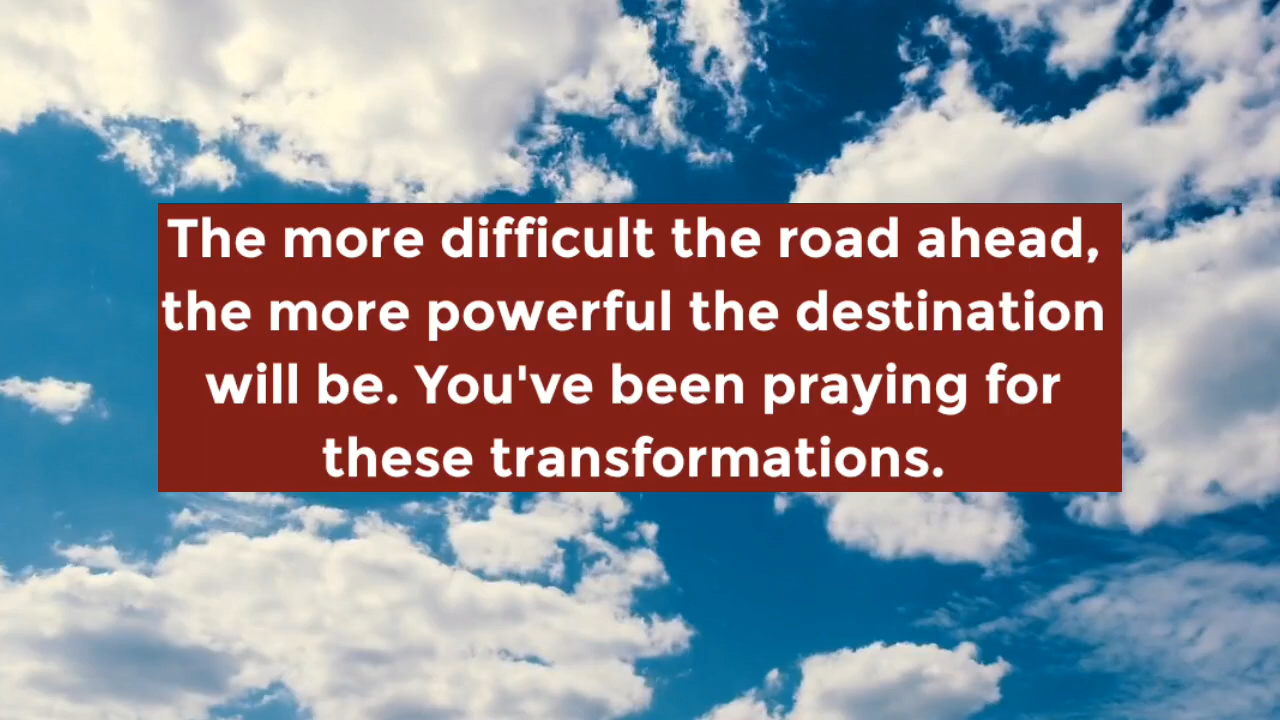 The more difficult the road ahead,
the more powerful the destination
will be. You've been praying for
these transformations.